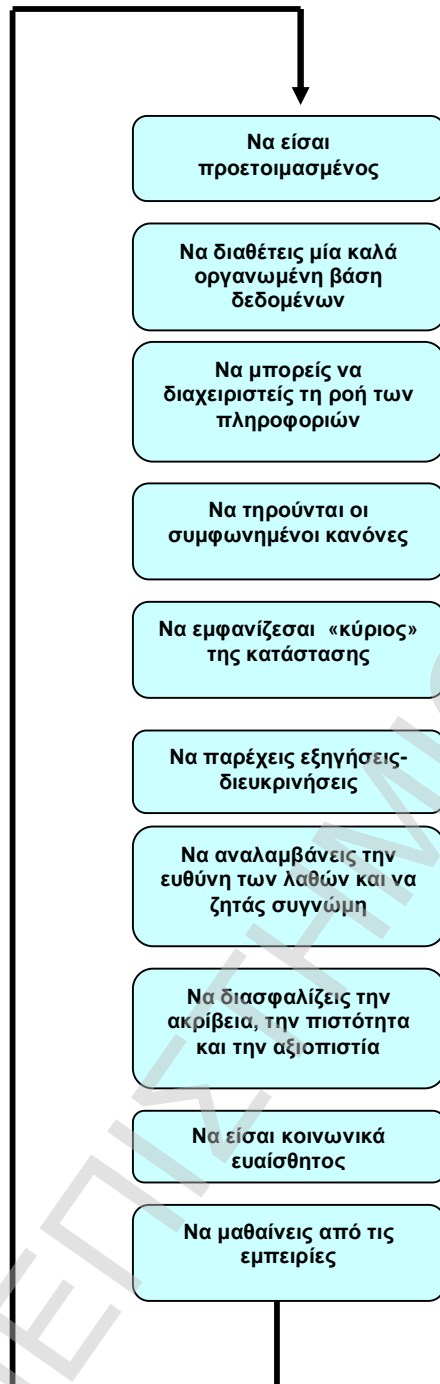 Να είσαι
προετοιμασμένος
Να διαθέτεις μία καλά
οργανωμένη βάση
δεδομένων
Να μπορείς να
διαχειριστείς τη ροή των
πληροφοριών
Να τηρούνται οι
συμφωνημένοι κανόνες
Να εμφανίζεσαι «κύριος»
της κατάστασης
Να παρέχεις εξηγήσεις-
διευκρινήσεις
Να αναλαμβάνεις την
ευθύνη των λαθών και να
ζητάς συγνώμη
Να διασφαλίζεις την
ακρίβεια, την πιστότητα
και την αξιοπιστία
Να είσαι κοινωνικά
ευαίσθητος
Να μαθαίνεις από τις
εμπειρίες